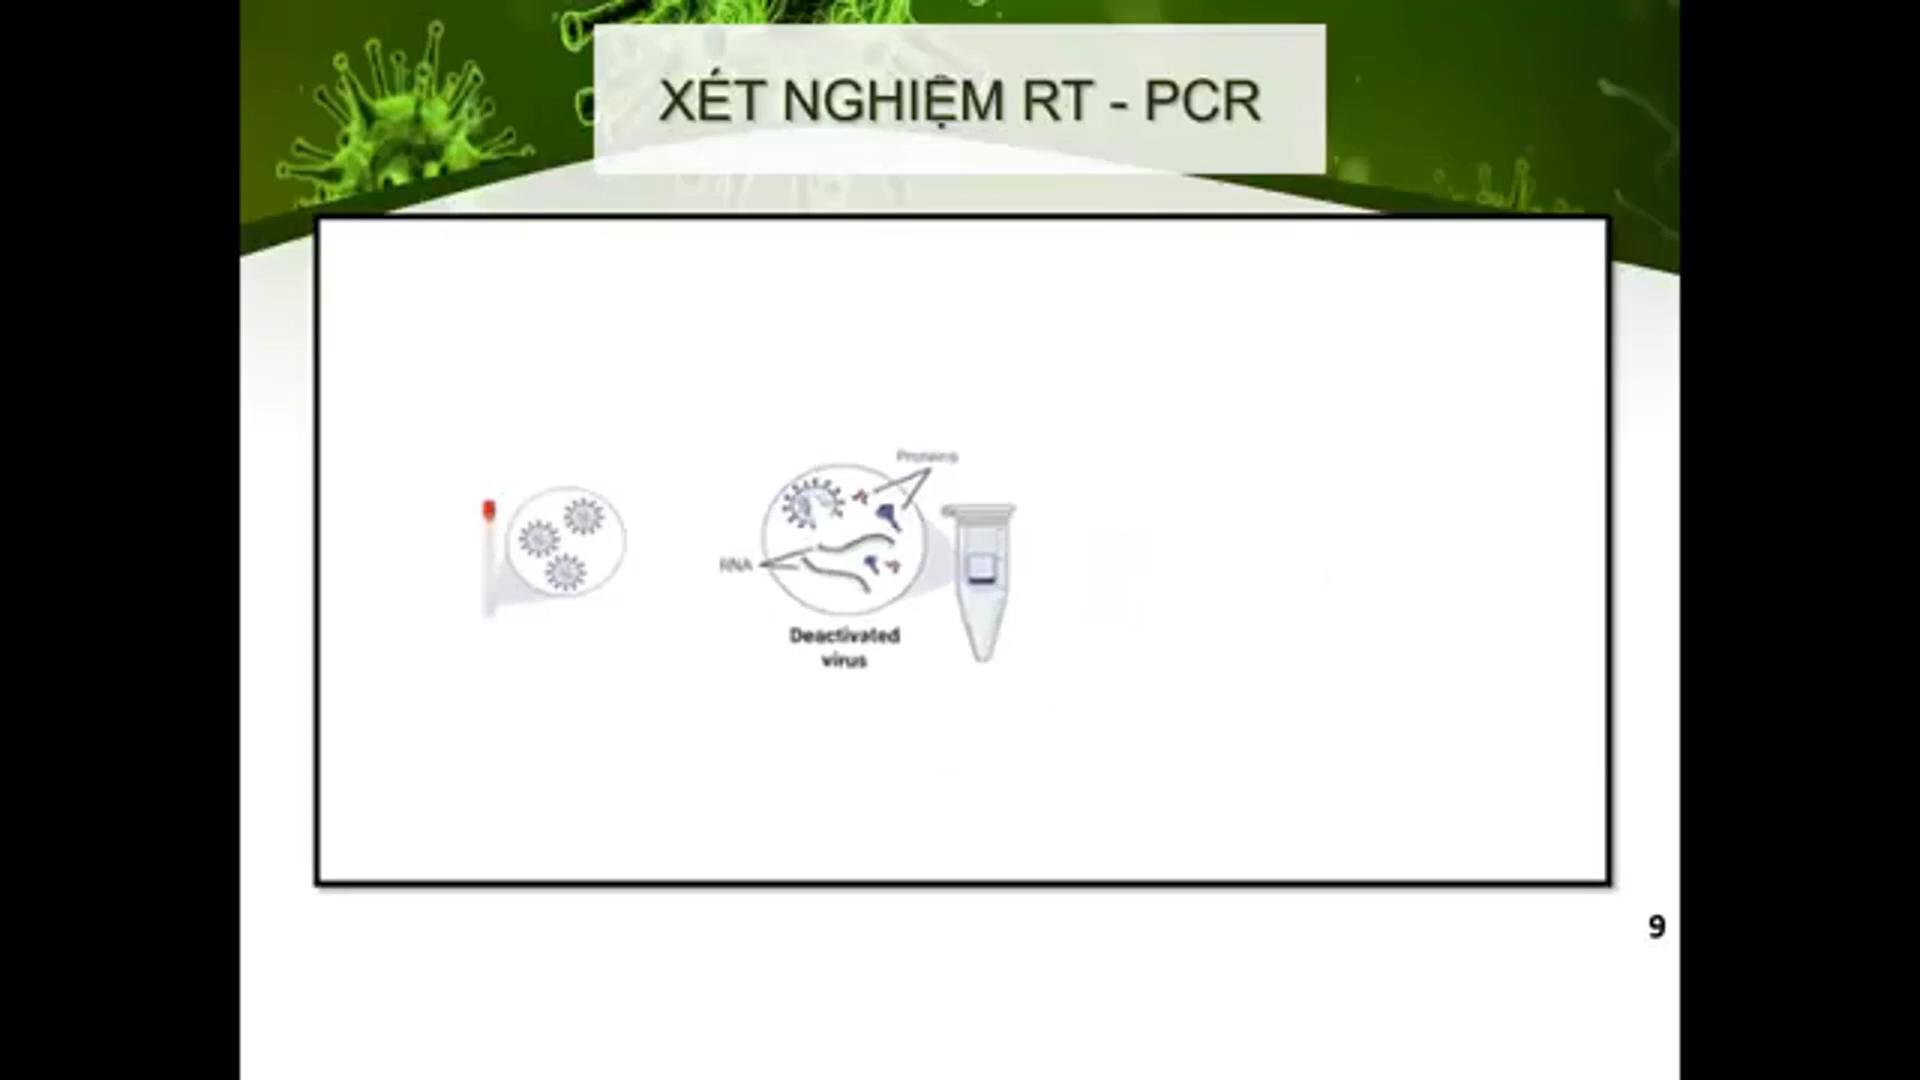 XÉT NGHIỆM RT - PCR
Proteins
RNA
Deactivated
virus
9